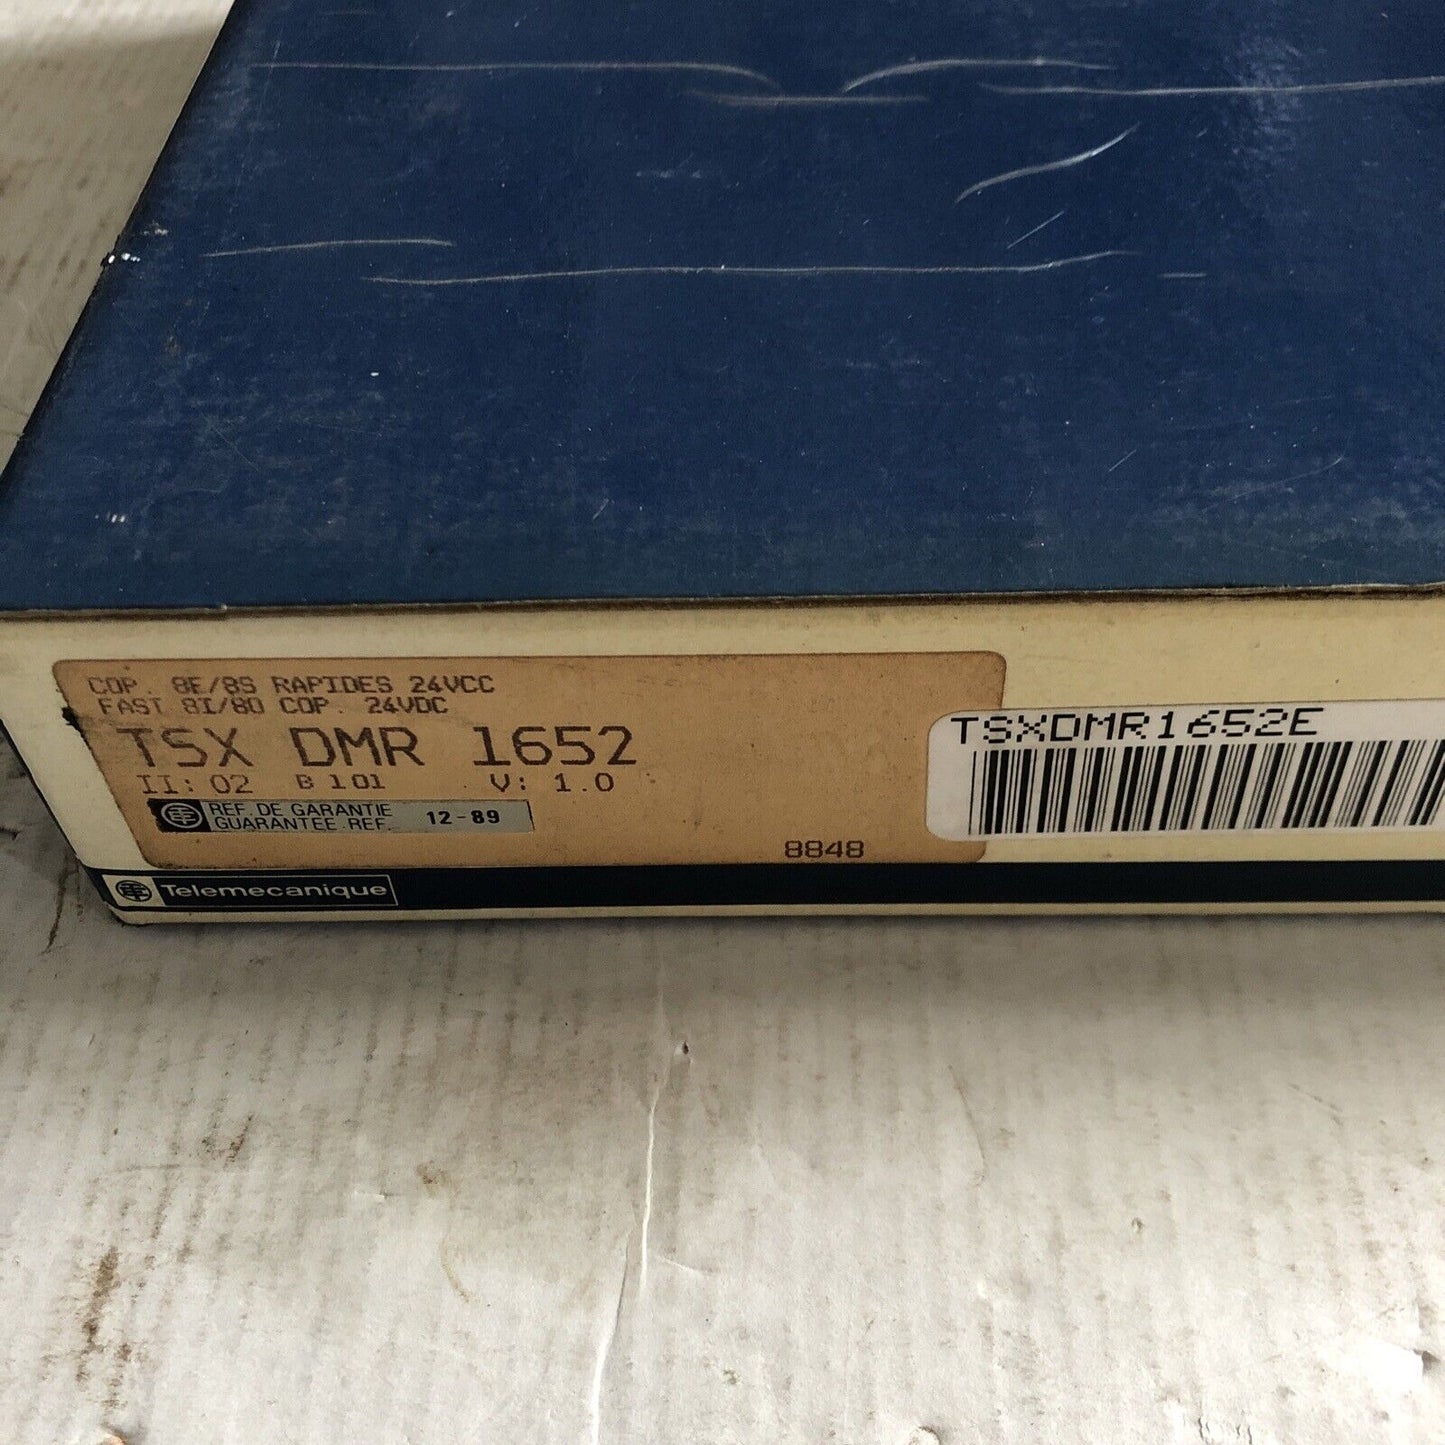 COP. 8E/8S RAPIDES 24VCC
FAST 8I/8O COP. 24VDC
TSX DMR 1652
II: 02 B 101 V: 1.0
REF. DE GARANTIE
GUARANTEE REF. 12-89
8848
TSXDMR1652E
Telemecanique